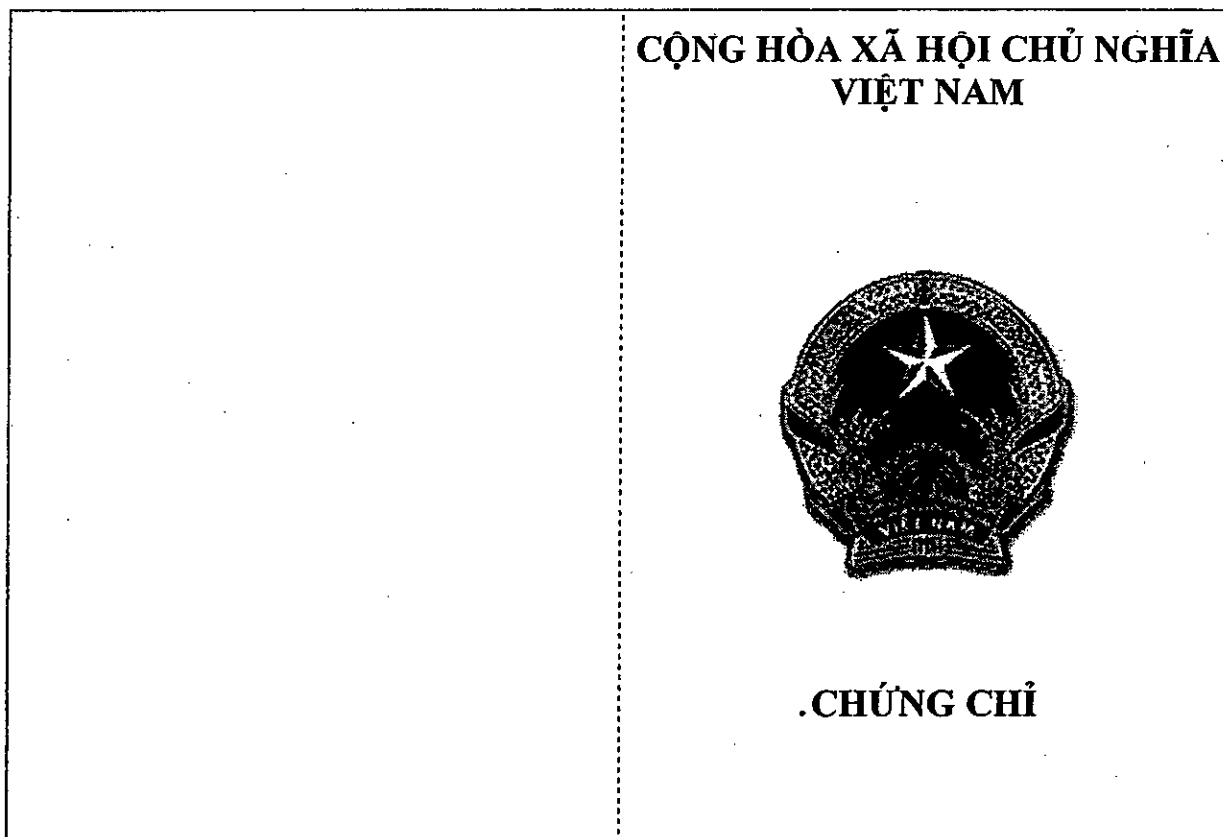 CỘNG HÒA XÃ HỘI CHỦ NGHĨA
VIỆT NAM
VIỆT NAM
.CHỨNG CHỈ